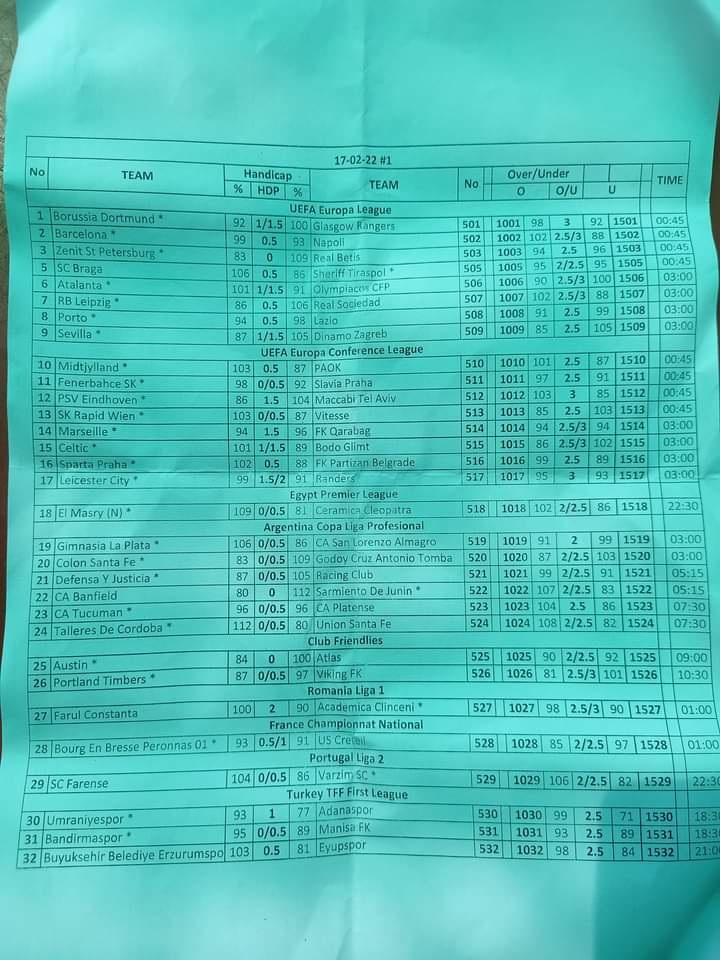 17-02-22 #1
No TEAM Handicap % HDP % TEAM No Over/Under O O/U U TIME
UEFA Europa League
1 Borussia Dortmund * 92 1/1.5 100 Glasgow Rangers 501 1001 98 3 92 1501 00:45
2 Barcelona * 99 0.5 93 Napoli 502 1002 102 2.5/3 88 1502 00:45
3 Zenit St Petersburg * 83 0 109 Real Betis 503 1003 94 2.5 96 1503 00:45
5 SC Braga 106 0.5 86 Sheriff Tiraspol * 505 1005 95 2/2.5 95 1505 00:45
6 Atalanta * 101 1/1.5 91 Olympiacos CFP 506 1006 90 2.5/3 100 1506 03:00
7 RB Leipzig * 86 0.5 106 Real Sociedad 507 1007 102 2.5/3 88 1507 03:00
8 Porto * 94 0.5 98 Lazio 508 1008 91 2.5 99 1508 03:00
9 Sevilla * 87 1/1.5 105 Dinamo Zagreb 509 1009 85 2.5 105 1509 03:00
UEFA Europa Conference League
10 Midtjylland * 103 0.5 87 PAOK 510 1010 101 2.5 87 1510 00:45
11 Fenerbahce SK * 98 0/0.5 92 Slavia Praha 511 1011 97 2.5 91 1511 00:45
12 PSV Eindhoven * 86 1.5 104 Maccabi Tel Aviv 512 1012 103 3 85 1512 00:45
13 SK Rapid Wien * 103 0/0.5 87 Vitesse 513 1013 85 2.5 103 1513 00:45
14 Marseille * 94 1.5 96 FK Qarabag 514 1014 94 2.5/3 94 1514 03:00
15 Celtic * 101 1/1.5 89 Bodo Glimt 515 1015 86 2.5/3 102 1515 03:00
16 Sparta Praha * 102 0.5 88 FK Partizan Belgrade 516 1016 99 2.5 89 1516 03:00
17 Leicester City * 99 1.5/2 91 Randers 517 1017 95 3 93 1517 03:00
Egypt Premier League
18 El Masry (N) * 109 0/0.5 81 Ceramica Cleopatra 518 1018 102 2/2.5 86 1518 22:30
Argentina Copa Liga Profesional
19 Gimnasia La Plata * 106 0/0.5 86 CA San Lorenzo Almagro 519 1019 91 2 99 1519 03:00
20 Colon Santa Fe * 83 0/0.5 109 Godoy Cruz Antonio Tomba 520 1020 87 2/2.5 103 1520 03:00
21 Defensa Y Justicia * 87 0/0.5 105 Racing Club 521 1021 99 2/2.5 91 1521 05:15
22 CA Banfield 80 0 112 Sarmiento De Junin * 522 1022 107 2/2.5 83 1522 05:15
23 CA Tucuman * 96 0/0.5 96 CA Platense 523 1023 104 2.5 86 1523 07:30
24 Talleres De Cordoba * 112 0/0.5 80 Union Santa Fe 524 1024 108 2/2.5 82 1524 07:30
Club Friendlies
25 Austin * 84 0 100 Atlas 525 1025 90 2/2.5 92 1525 09:00
26 Portland Timbers * 87 0/0.5 97 Viking FK 526 1026 81 2.5/3 101 1526 10:30
Romania Liga 1
27 Farul Constanta 100 2 90 Academica Clinceni * 527 1027 98 2.5/3 90 1527 01:00
France Championnat National
28 Bourg En Bresse Peronnas 01 * 93 0.5/1 91 US Creteil 528 1028 85 2/2.5 97 1528 01:00
Portugal Liga 2
29 SC Farense 104 0/0.5 86 Varzim SC * 529 1029 106 2/2.5 82 1529 22:30
Turkey TFF First League
30 Umraniyespor * 93 1 77 Adanaspor 530 1030 99 2.5 71 1530 18:30
31 Bandirmaspor * 95 0/0.5 89 Manisa FK 531 1031 93 2.5 89 1531 18:30
32 Buyuksehir Belediye Erzurumspo 103 0.5 81 Eyupspor 532 1032 98 2.5 84 1532 21:00